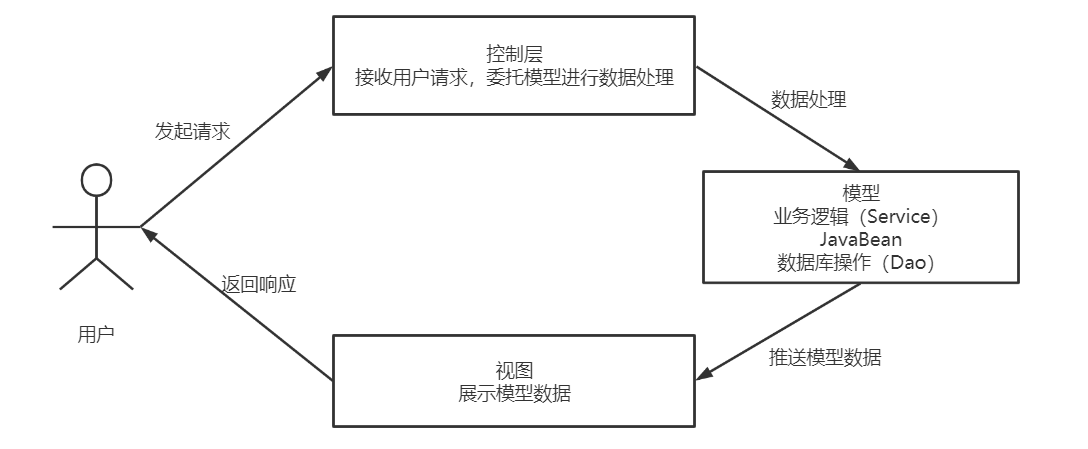 控制层
接收用户请求，委托模型进行数据处理
数据处理
发起请求
模型
业务逻辑（Service）
JavaBean
数据库操作（Dao）
返回响应
用户
视图
展示模型数据
推送模型数据